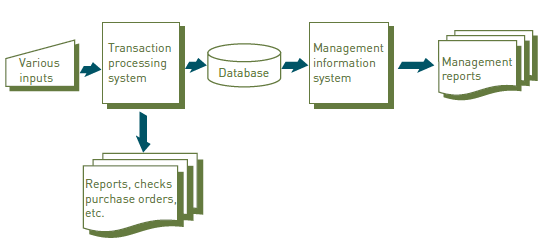 Various
inputs
Transaction
processing
system
Database
Management
information
system
Management
reports
Reports, checks
purchase orders,
etc.